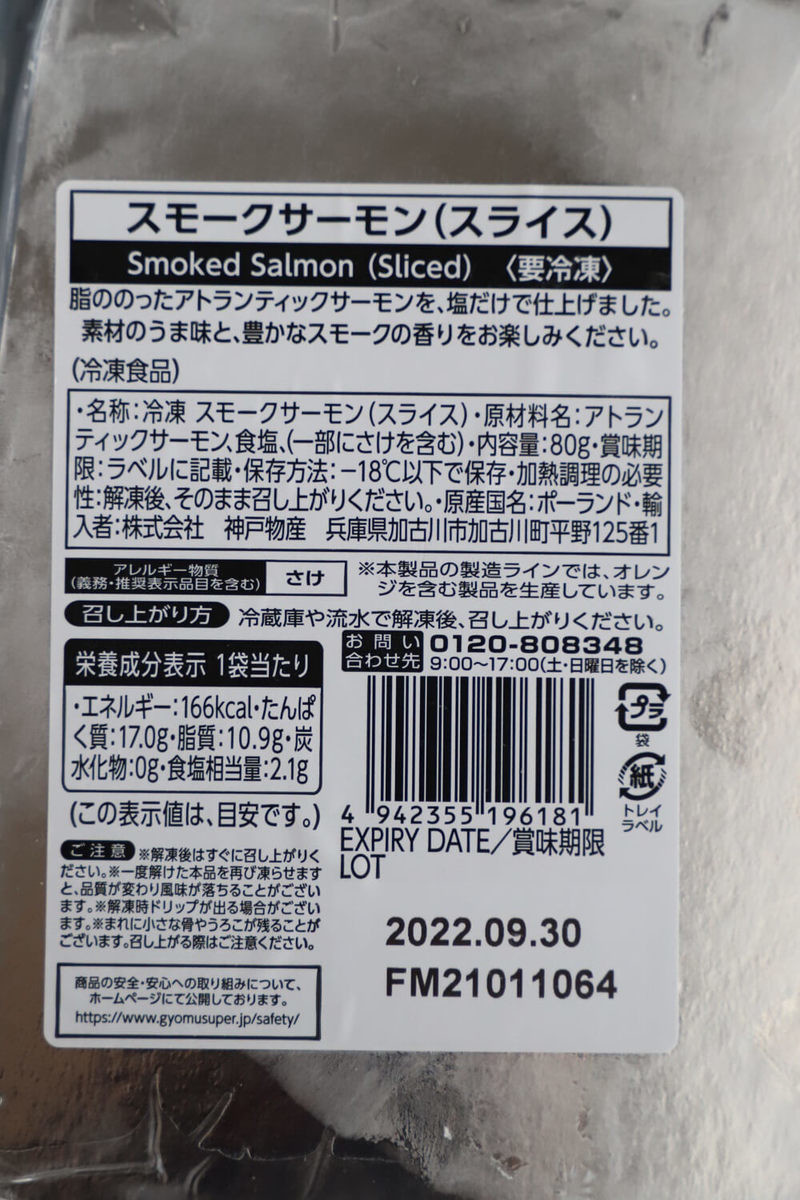 スモークサーモン(スライス)
Smoked Salmon (Sliced) 〈要冷凍〉
脂ののったアトランティックサーモンを、塩だけで仕上げました。
素材のうま味と、豊かなスモークの香りをお楽しみください。
(冷凍食品)
・名称:冷凍 スモークサーモン(スライス)・原材料名:アトラン
ティックサーモン、食塩、(一部にさけを含む)・内容量:80g・賞味期
限:ラベルに記載・保存方法:−18℃以下で保存・加熱調理の必要
性:解凍後、そのまま召し上がりください。・原産国名:ポーランド・輸
入者:株式会社 神戸物産 兵庫県加古川市加古川町平野125番1
アレルギー物質
(義務・推奨表示品目を含む)
さけ
※本製品の製造ラインでは、オレン
ジを含む製品を生産しています。
召し上がり方 冷蔵庫や流水で解凍後、召し上がりください。
お問い
合わせ先
0120-808348
9:00〜17:00(土・日曜日を除く)
栄養成分表示 1袋当たり
・エネルギー:166kcal・たんぱ
く質:17.0g・脂質:10.9g・炭
水化物:0g・食塩相当量:2.1g
(この表示値は、目安です。)
プラ
袋
紙
トレイ
ラベル
4 942355 196181
EXPIRY DATE/賞味期限
LOT
2022.09.30
FM21011064
ご注意 ※解凍後はすぐに召し上がりく
ださい。※一度解けた本品を再び凍らせます
と、品質が変わり風味が落ちることがござい
ます。※解凍時ドリップが出る場合がござい
ます。※まれに小さな骨やうろこが残ることが
ございます。召し上がる際はご注意ください。
商品の安全・安心への取り組みについて、
ホームページにて公開しております。
https://www.gyomusuper.jp/safety/